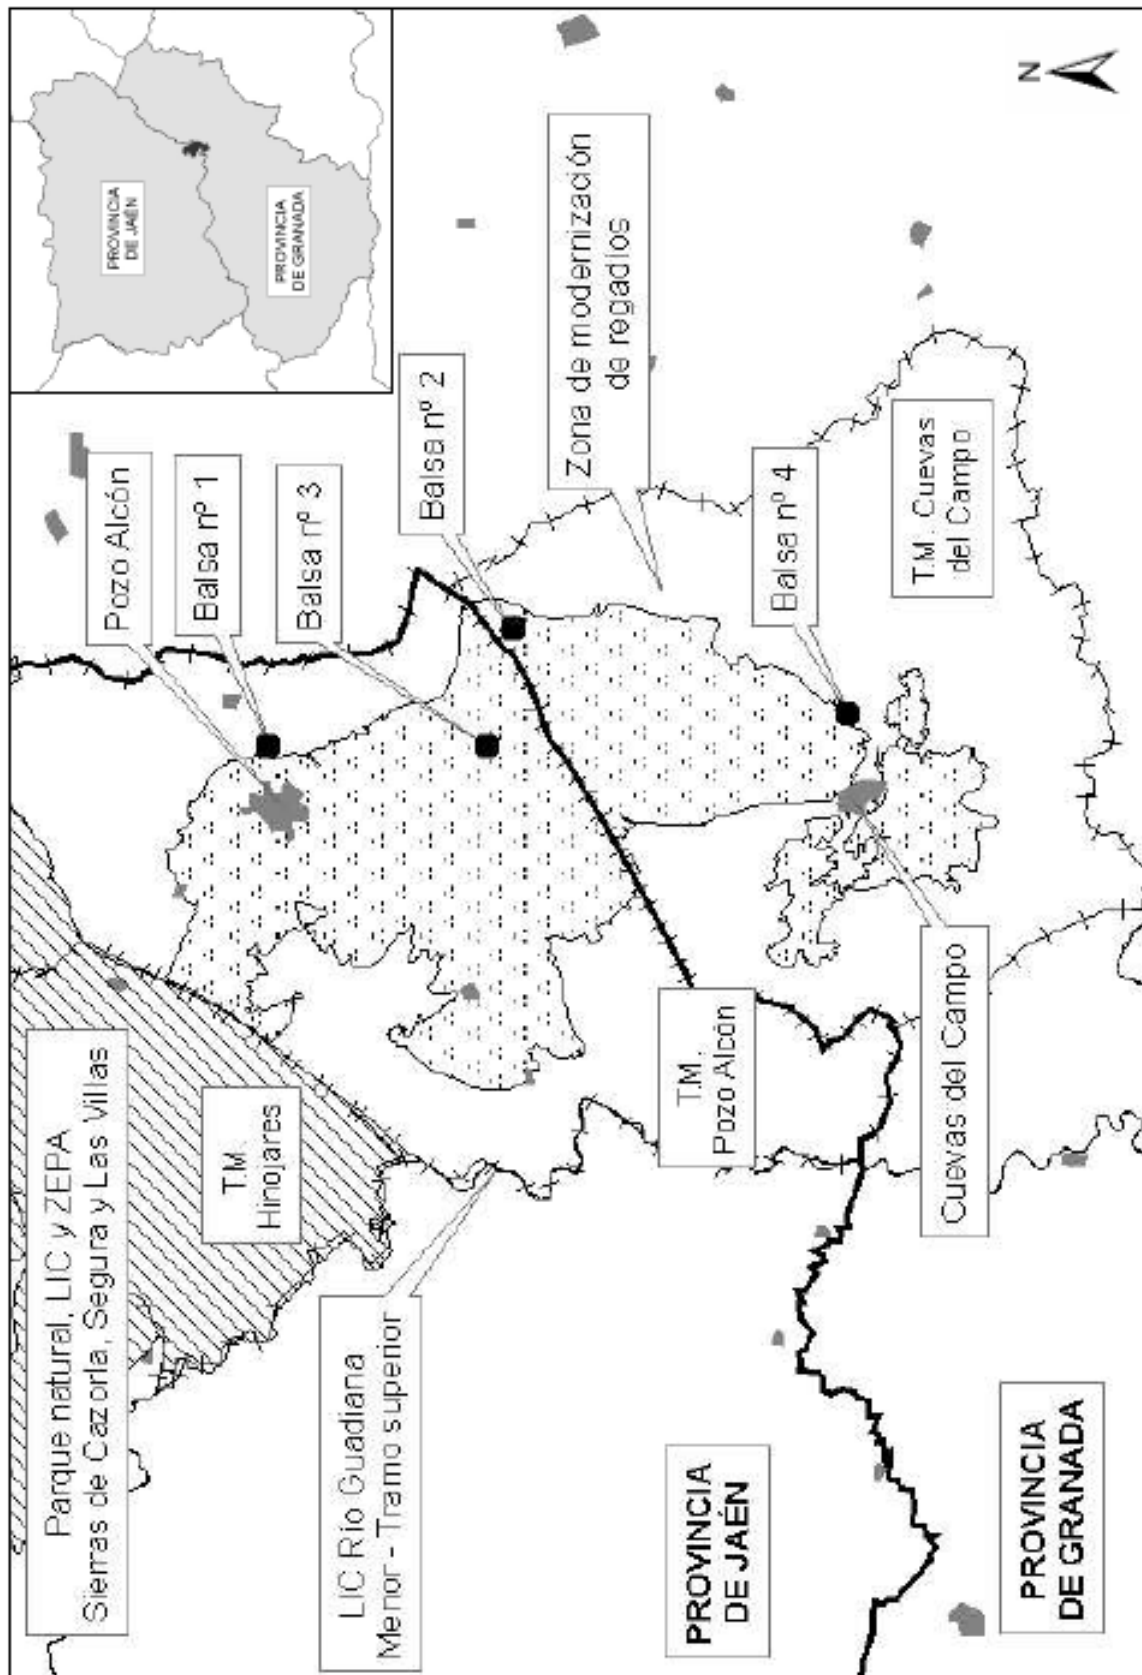 Parque natural, LIC y ZEPA
Sierras de Cazorla, Segura y Las Villas
T.M.
Hinojares
LIC Río Guadiana
Menor - Tramo superior
Pozo Alcón
Balsa nº 1
Balsa nº 3
Balsa nº 2
Zona de modernización
de regadíos
Balsa nº 4
T.M. Cuevas
del Campo
T.M.
Pozo Alcón
Cuevas del Campo
PROVINCIA
DE JAÉN
PROVINCIA
DE GRANADA
PROVINCIA
DE JAÉN
PROVINCIA
DE GRANADA
N